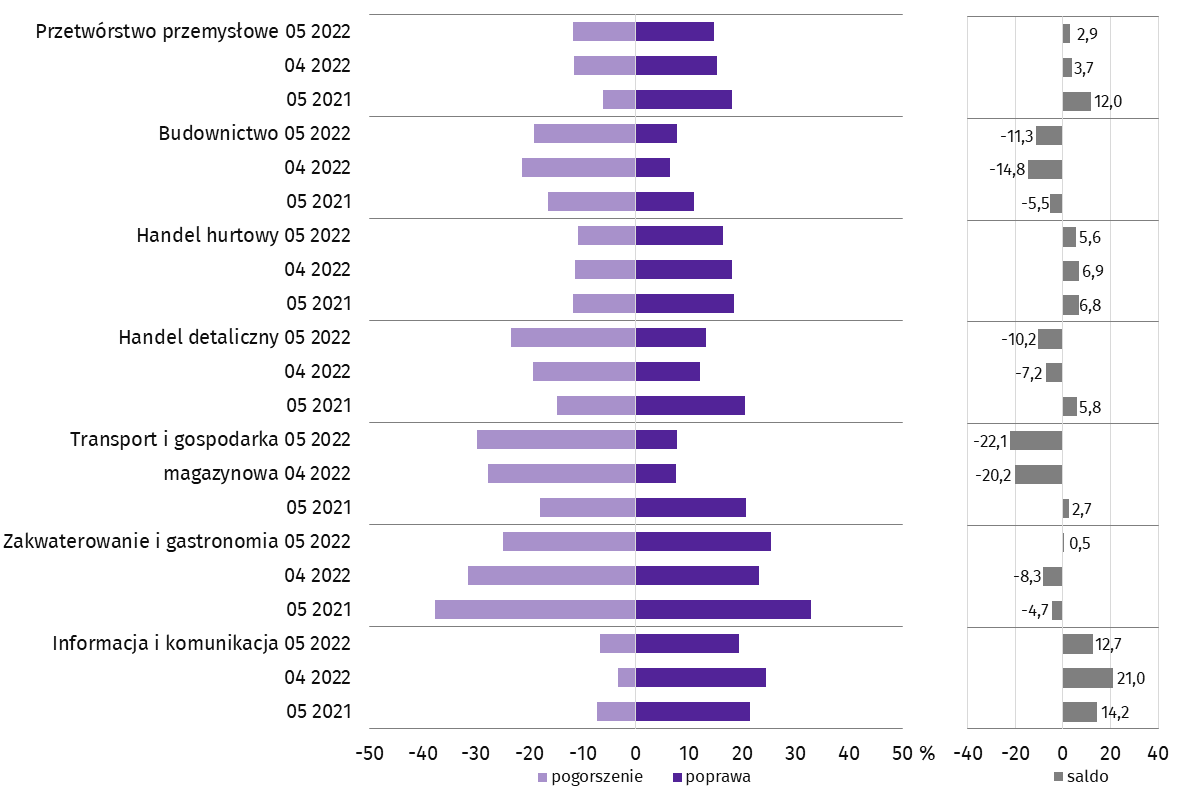 Przetwórstwo przemysłowe 05 2022 2,9
04 2022 3,7
05 2021 12,0
Budownictwo 05 2022 -11,3
04 2022 -14,8
05 2021 -5,5
Handel hurtowy 05 2022 5,6
04 2022 6,9
05 2021 6,8
Handel detaliczny 05 2022 -10,2
04 2022 -7,2
05 2021 5,8
Transport i gospodarka 05 2022 -22,1
magazynowa 04 2022 -20,2
05 2021 2,7
Zakwaterowanie i gastronomia 05 2022 0,5
04 2022 -8,3
05 2021 -4,7
Informacja i komunikacja 05 2022 12,7
04 2022 21,0
05 2021 14,2
-50 -40 -30 -20 -10 0 10 20 30 40 50 % -40 -20 0 20 40
pogorszenie poprawa saldo